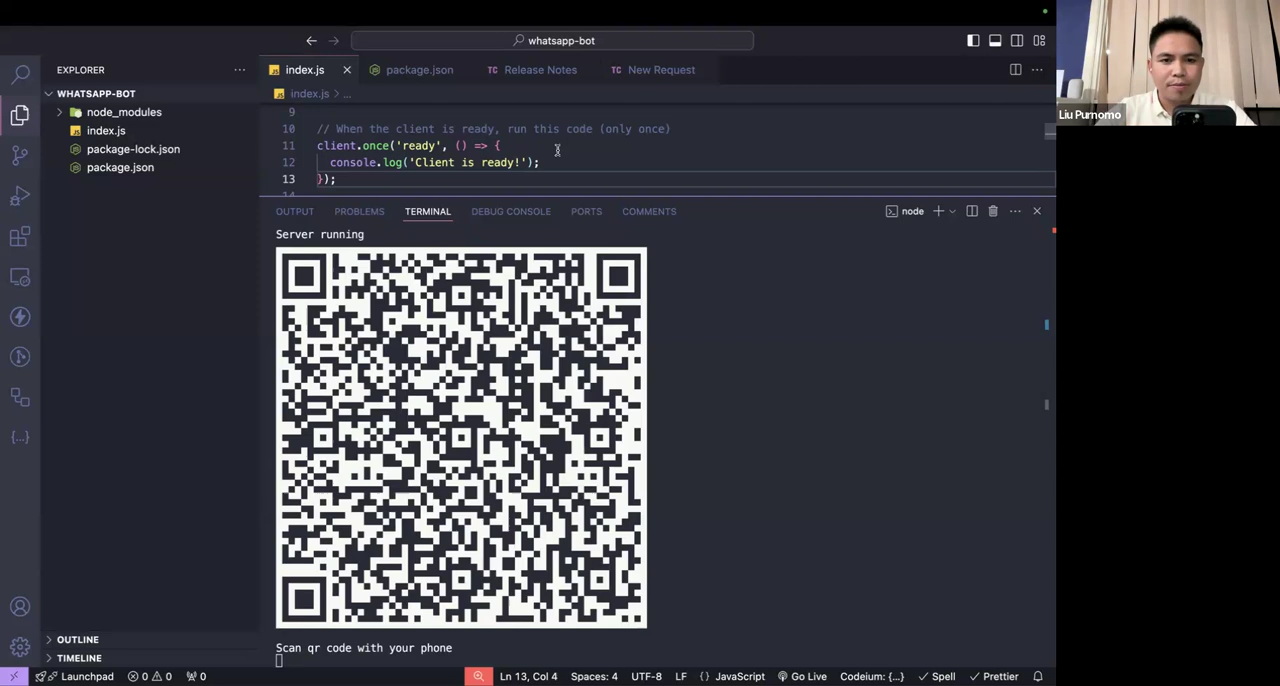 whatsapp-bot
EXPLORER
index.js
package.json
Release Notes
New Request
WHATSAPP-BOT
node_modules
index.js
package-lock.json
package.json
index.js > ...
9
10 // When the client is ready, run this code (only once)
11 client.once('ready', () => {
12 console.log('Client is ready!');
13 });
OUTPUT PROBLEMS TERMINAL DEBUG CONSOLE PORTS COMMENTS
node
Server running
Scan qr code with your phone
OUTLINE
TIMELINE
Launchpad 0 0 0 Ln 13, Col 4 Spaces: 4 UTF-8 LF {} JavaScript Go Live Codeium: {...} Spell Prettier
Liu Purnomo